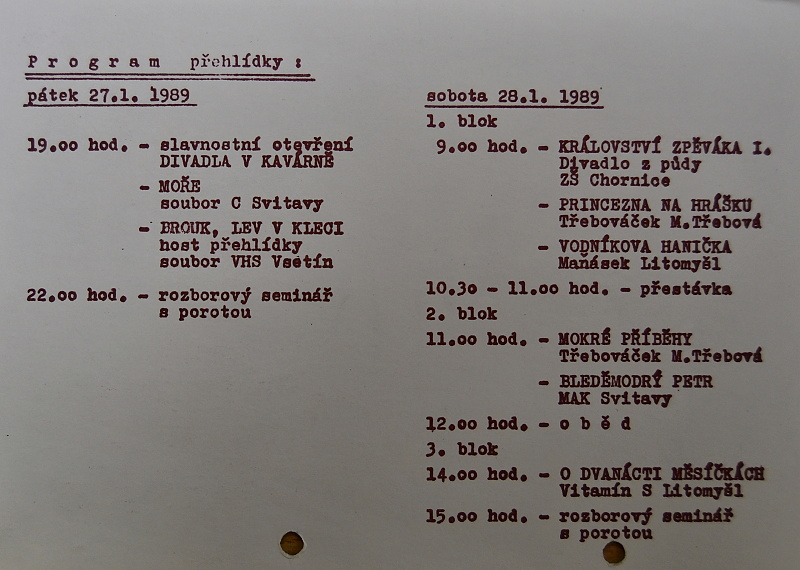 Program přehlídky :
pátek 27.1. 1989
19.oo hod. - slavnostní otevření
DIVADLA V KAVÁRNĚ
- MOŘE
soubor C Svitavy
- BROUK, LEV V KLECI
host přehlídky
soubor VHS Vsetín
22.oo hod. - rozborový seminář
s porotou
sobota 28.1. 1989
1. blok
9.oo hod. - KRÁLOVSTVÍ ZPĚVÁKA I.
Divadlo z půdy
ZŠ Chornice
- PRINCEZNA NA HRÁŠKU
Třebováček M.Třebová
- VODNÍKOVA HANIČKA
Maňásek Litomyšl
10.3o - 11.oo hod. - přestávka
2. blok
11.oo hod. - MOKRÉ PŘÍBĚHY
Třebováček M.Třebová
- BLEDĚMODRÝ PETR
MAK Svitavy
12.oo hod. - o b ě d
3. blok
14.oo hod. - O DVANÁCTI MĚSÍČKÁCH
Vitamín S Litomyšl
15.oo hod. - rozborový seminář
s porotou